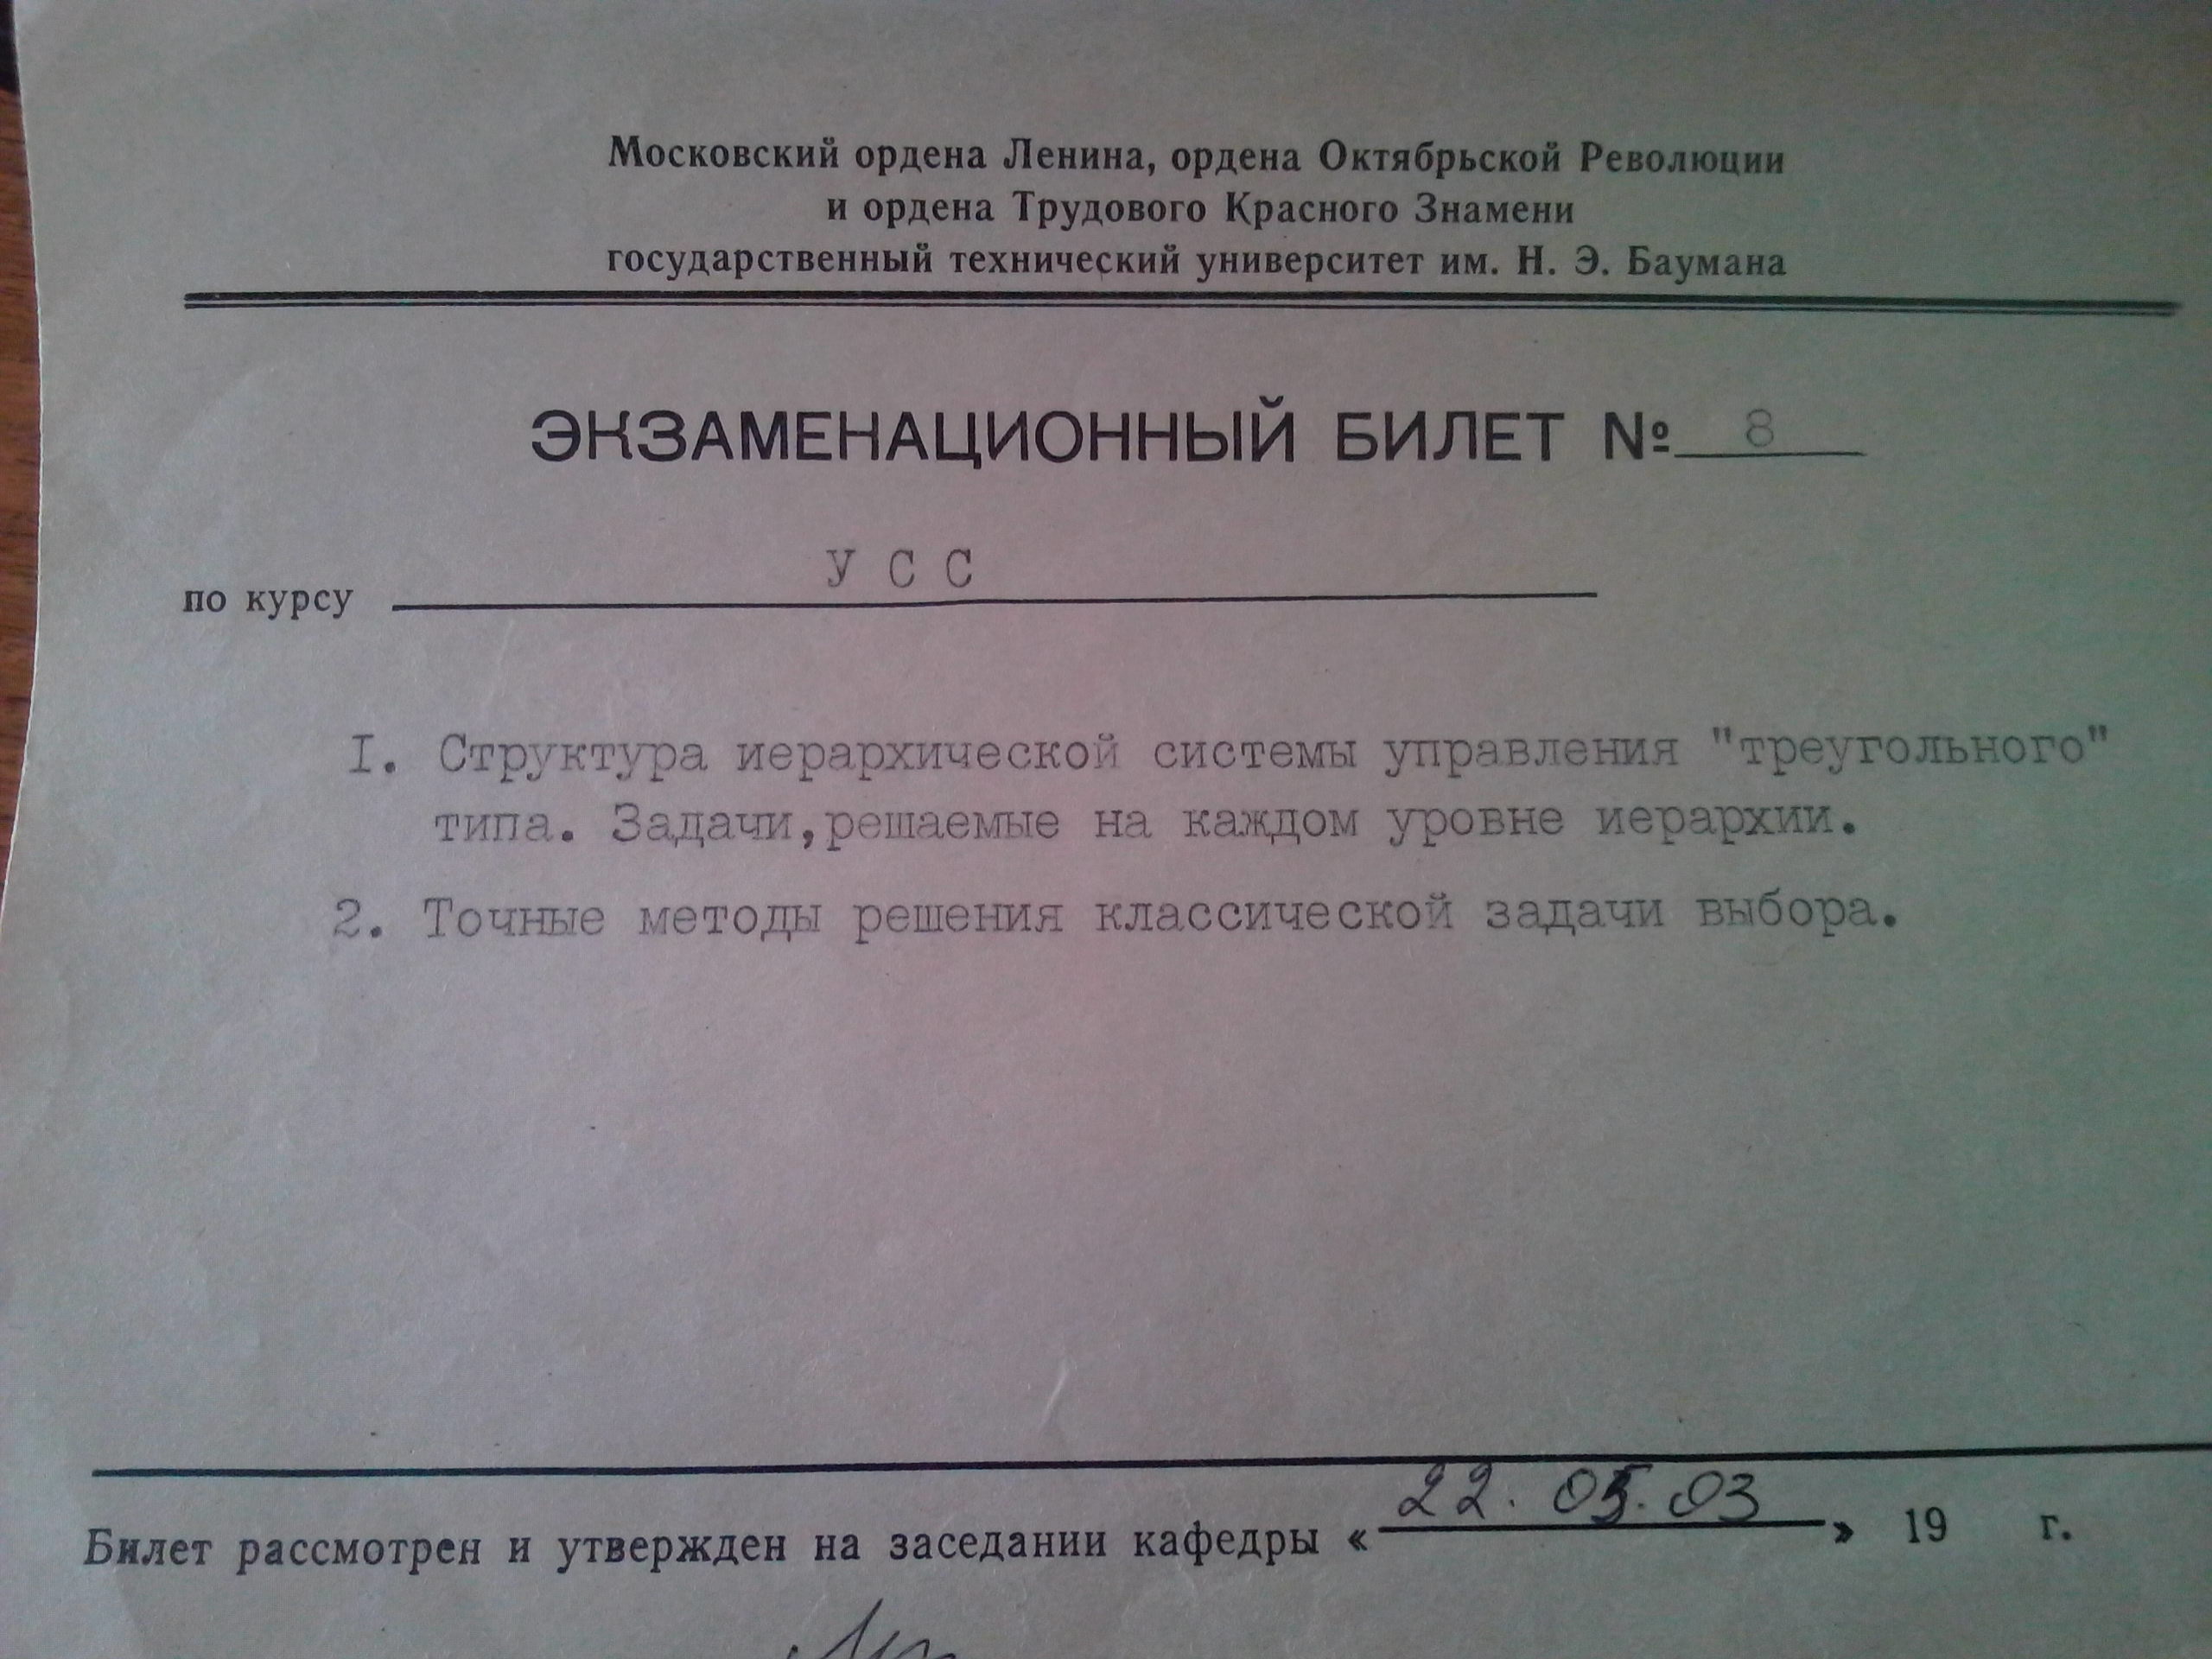 Московский ордена Ленина, ордена Октябрьской Революции
и ордена Трудового Красного Знамени
государственный технический университет им. Н. Э. Баумана
ЭКЗАМЕНАЦИОННЫЙ БИЛЕТ № 8
по курсу У С С
I. Структура иерархической системы управления "треугольного"
типа. Задачи,решаемые на каждом уровне иерархии.
2. Точные методы решения классической задачи выбора.
Билет рассмотрен и утвержден на заседании кафедры « 22.05.03 » 19 г.